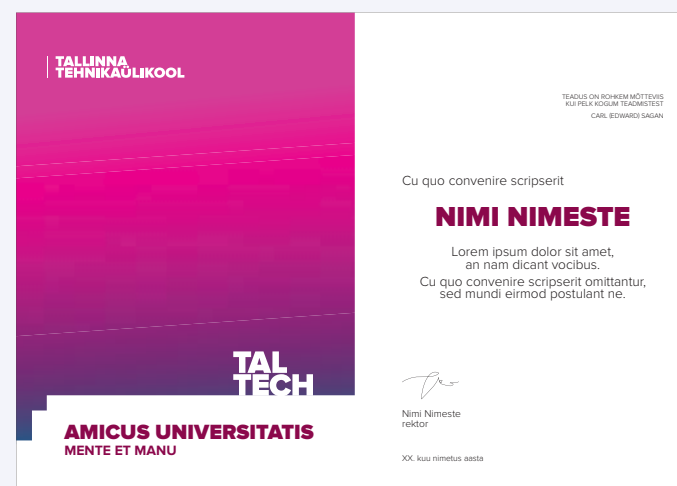 TALLINNA
TEHNIKAÜLIKOOL
TAL
TECH
AMICUS UNIVERSITATIS
MENTE ET MANU
TEADUS ON ROHKEM MÕTTEVIIS
KUI PELK KOGUM TEADMISTEST
CARL (EDWARD) SAGAN
Cu quo convenire scripserit
NIMI NIMESTE
Lorem ipsum dolor sit amet,
an nam dicant vocibus.
Cu quo convenire scripserit omittantur,
sed mundi eirmod postulant ne.
Nimi Nimeste
rektor
XX. kuu nimetus aasta